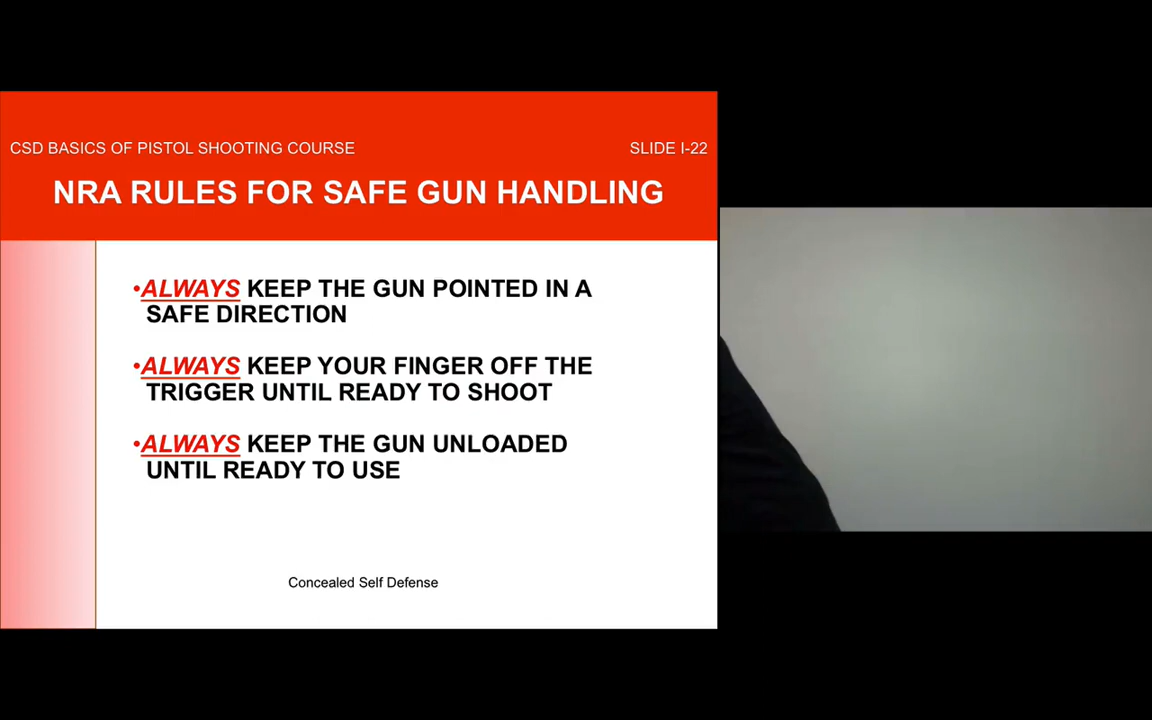 CSD BASICS OF PISTOL SHOOTING COURSE
SLIDE I-22
NRA RULES FOR SAFE GUN HANDLING
•ALWAYS KEEP THE GUN POINTED IN A
SAFE DIRECTION
•ALWAYS KEEP YOUR FINGER OFF THE
TRIGGER UNTIL READY TO SHOOT
•ALWAYS KEEP THE GUN UNLOADED
UNTIL READY TO USE
Concealed Self Defense